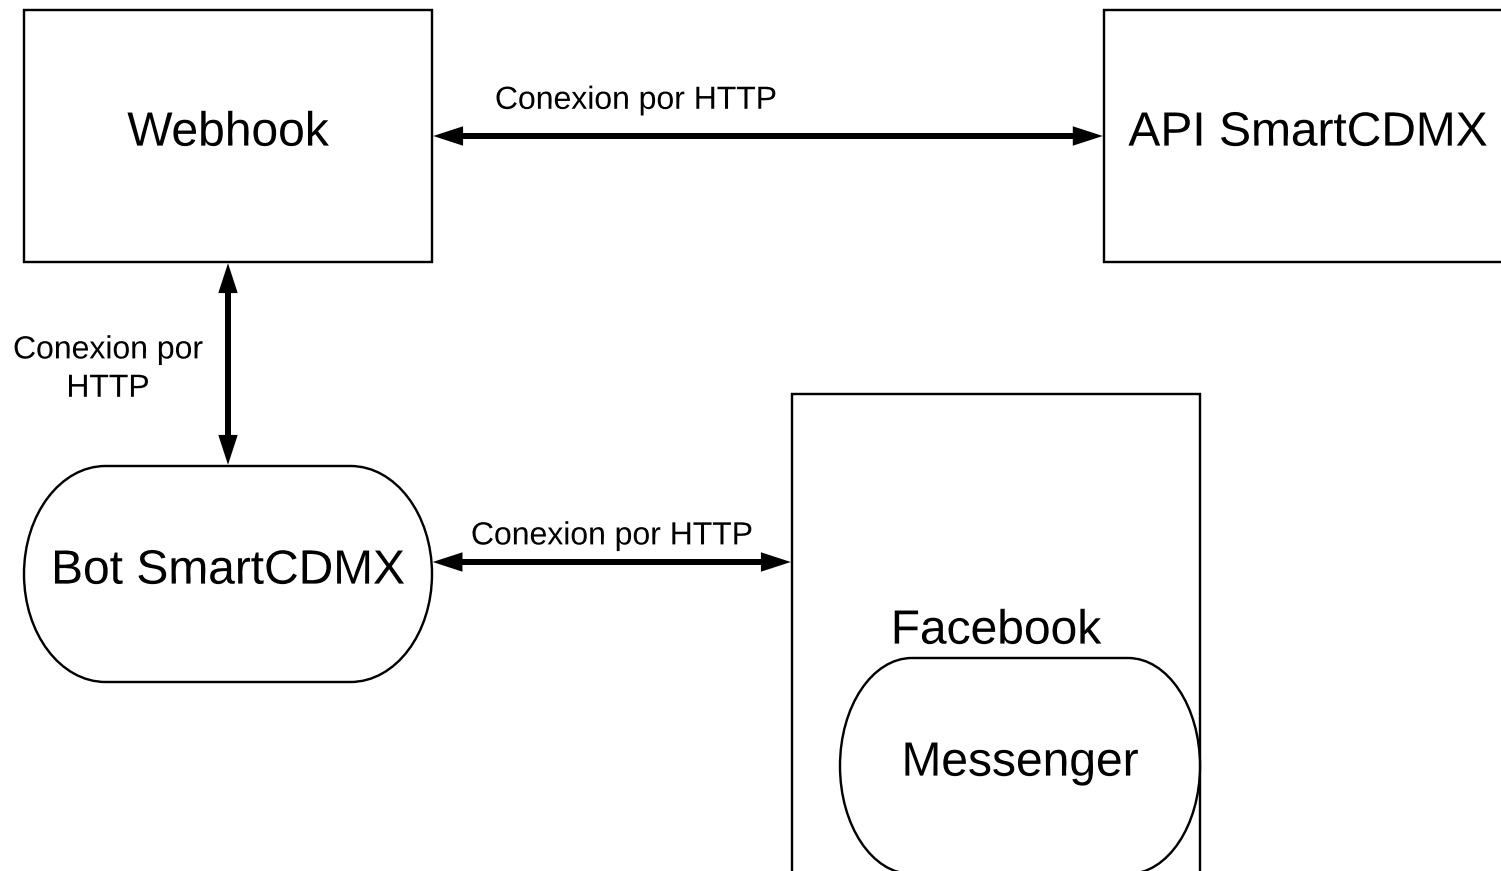 Webhook
Conexion por HTTP
API SmartCDMX
Conexion por
HTTP
Bot SmartCDMX
Conexion por HTTP
Facebook
Messenger